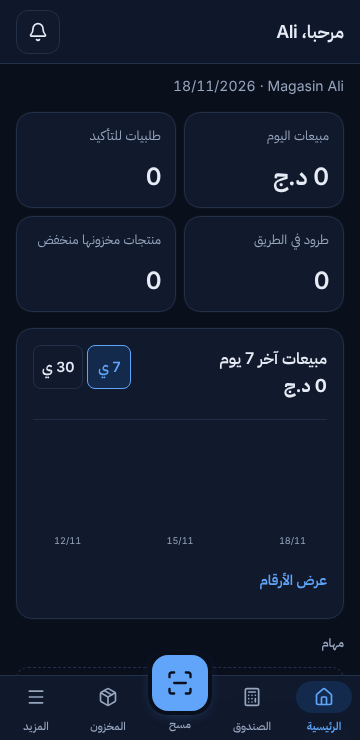 مرحبا، Ali
18/11/2026 · Magasin Ali
مبيعات اليوم
0 د.ج
طلبيات للتأكيد
0
طرود في الطريق
0
منتجات مخزونها منخفض
0
مبيعات آخر 7 يوم
0 د.ج
7 ي
30 ي
12/11
15/11
18/11
عرض الأرقام
مهام
الرئيسية
الصندوق
مسح
المخزون
المزيد